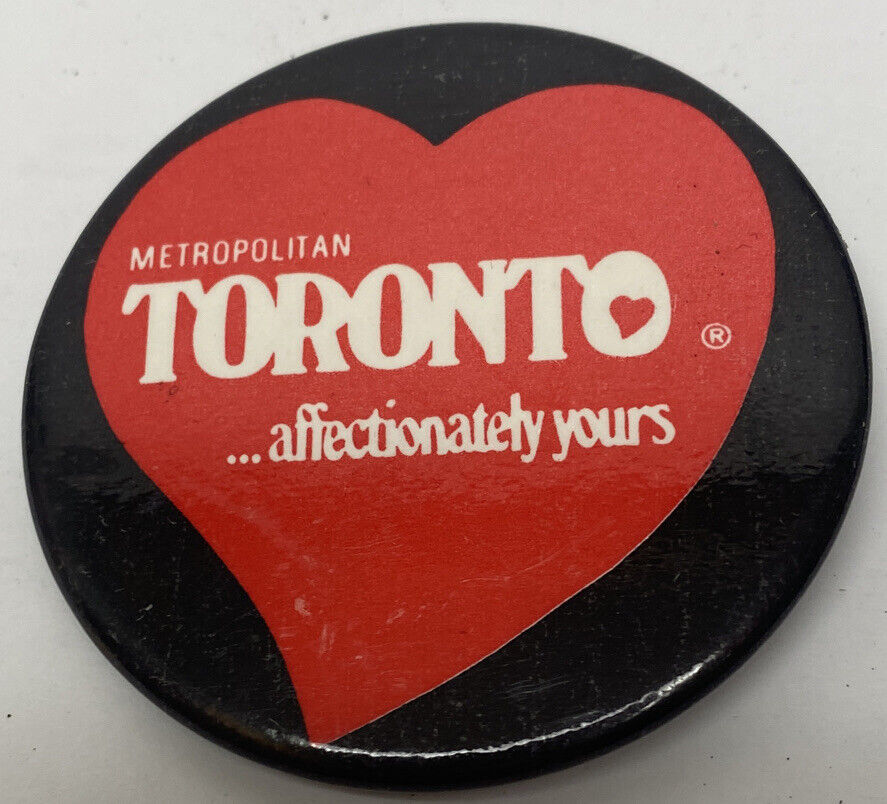 METROPOLITAN
TORONTO ®
...affectionately yours